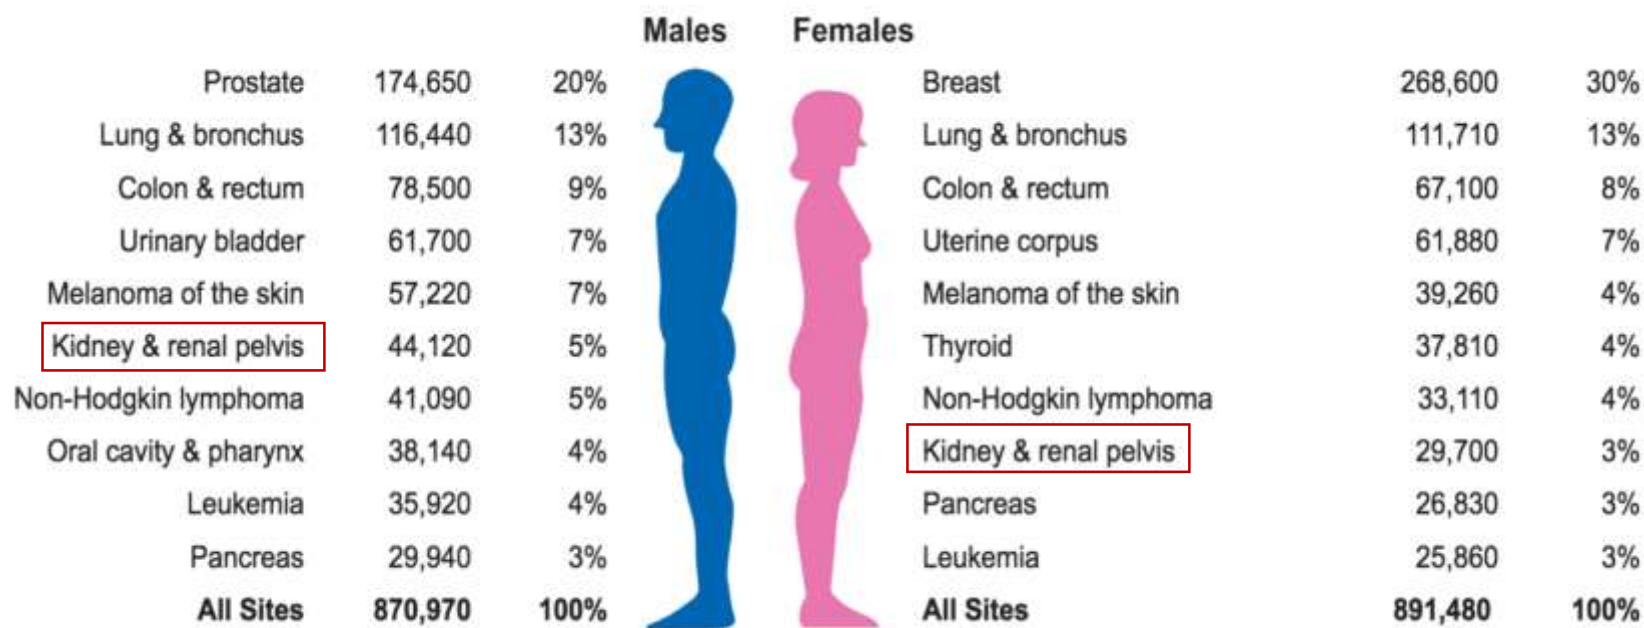 Males Females
Prostate 174,650 20% Breast 268,600 30%
Lung & bronchus 116,440 13% Lung & bronchus 111,710 13%
Colon & rectum 78,500 9% Colon & rectum 67,100 8%
Urinary bladder 61,700 7% Uterine corpus 61,880 7%
Melanoma of the skin 57,220 7% Melanoma of the skin 39,260 4%
Kidney & renal pelvis 44,120 5% Thyroid 37,810 4%
Non-Hodgkin lymphoma 41,090 5% Non-Hodgkin lymphoma 33,110 4%
Oral cavity & pharynx 38,140 4% Kidney & renal pelvis 29,700 3%
Leukemia 35,920 4% Pancreas 26,830 3%
Pancreas 29,940 3% Leukemia 25,860 3%
All Sites 870,970 100% All Sites 891,480 100%